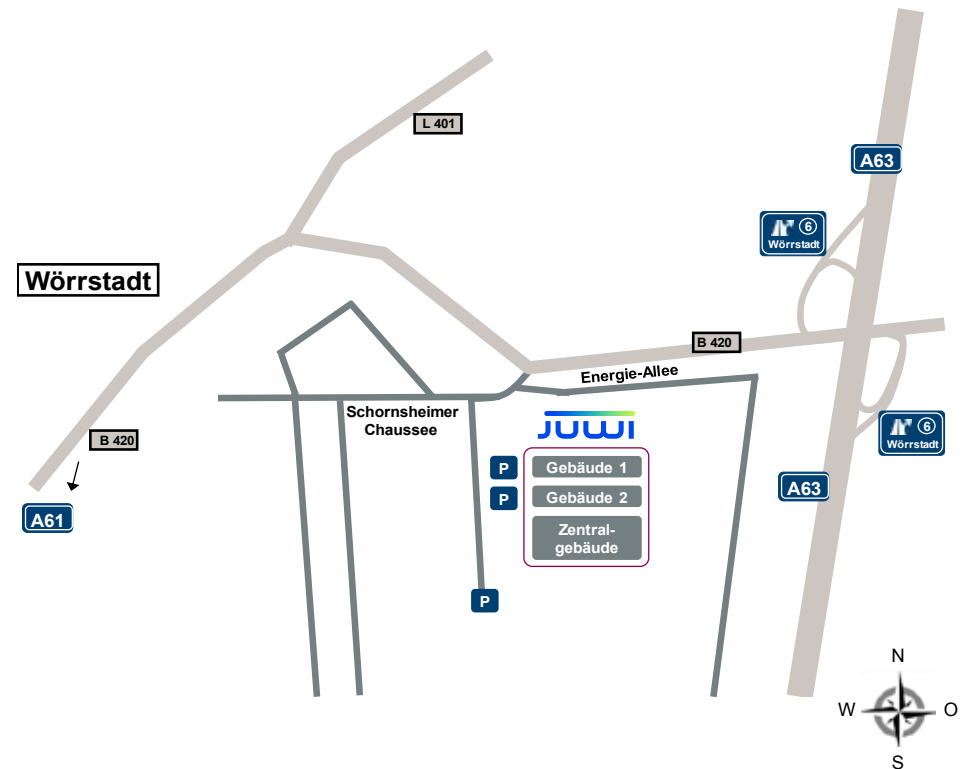 L 401
A63
6
Wörrstadt
Wörrstadt
B 420
Energie-Allee
Schornsheimer
Chaussee
JUWI
6
Wörrstadt
B 420
P
Gebäude 1
A63
P
Gebäude 2
A61
Zentral-
gebäude
P
N
W
O
S